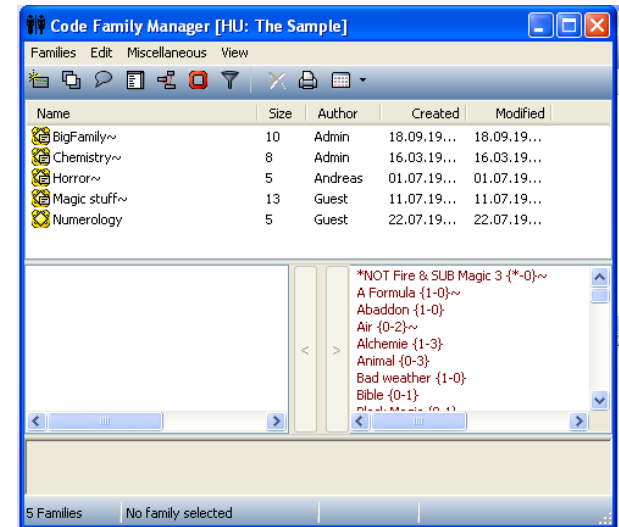 Code Family Manager [HU: The Sample]
Families Edit Miscellaneous View
Name Size Author Created Modified
BigFamily~ 10 Admin 18.09.19... 18.09.19...
Chemistry~ 8 Admin 16.03.19... 16.03.19...
Horror~ 5 Andreas 01.07.19... 01.07.19...
Magic stuff~ 13 Guest 11.07.19... 11.07.19...
Numerology 5 Guest 22.07.19... 22.07.19...
*NOT Fire & SUB Magic 3 {*-0}~
A Formula {1-0}~
Abaddon {1-0}
Air {0-2}~
Alchemie {1-3}
Animal {0-3}
Bad weather {1-0}
Bible {0-1}
< >
5 Families No family selected